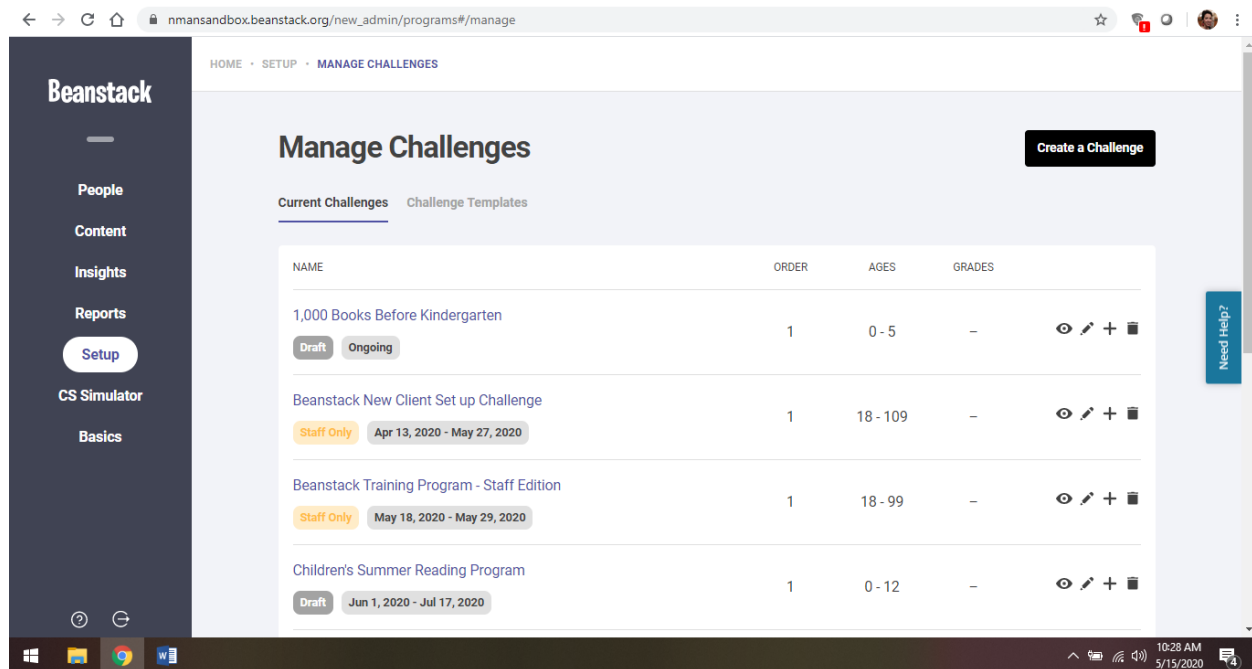 nmansandbox.beanstack.org/new_admin/programs#/manage
HOME • SETUP • MANAGE CHALLENGES
Beanstack
People
Content
Insights
Reports
Setup
CS Simulator
Basics
Manage Challenges
Create a Challenge
Current Challenges Challenge Templates
NAME ORDER AGES GRADES
1,000 Books Before Kindergarten
Draft Ongoing
1 0 - 5 –
Beanstack New Client Set up Challenge
Staff Only Apr 13, 2020 - May 27, 2020
1 18 - 109 –
Beanstack Training Program - Staff Edition
Staff Only May 18, 2020 - May 29, 2020
1 18 - 99 –
Children's Summer Reading Program
Draft Jun 1, 2020 - Jul 17, 2020
1 0 - 12 –
Need Help?
10:28 AM
5/15/2020
4